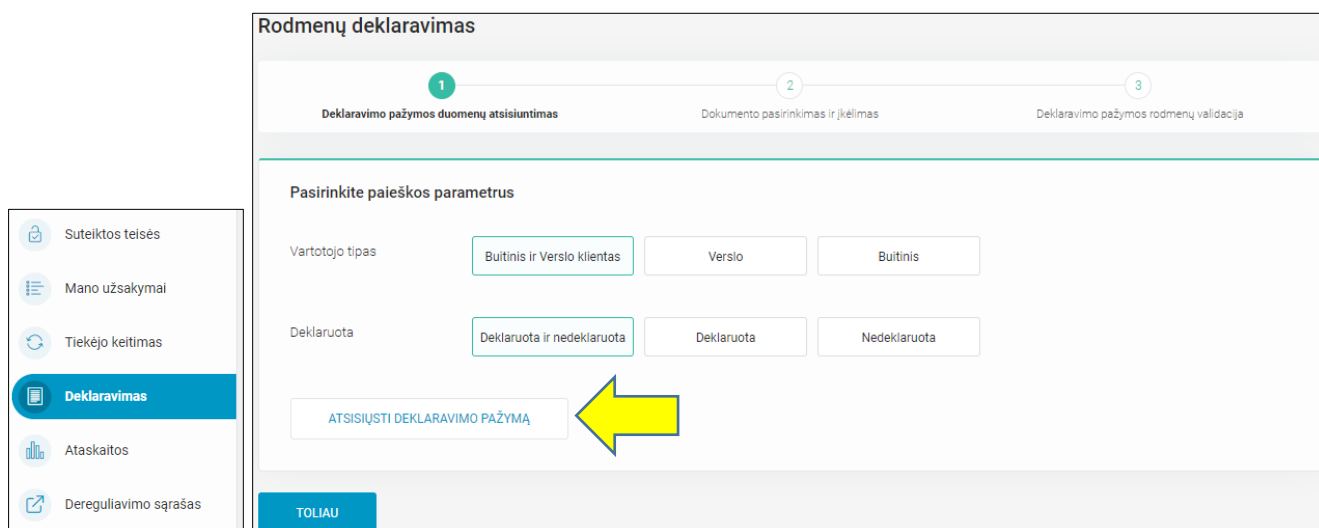 Rodmenų deklaravimas
1
2
3
Deklaravimo pažymos duomenų atsisiuntimas
Dokumento pasirinkimas ir įkėlimas
Deklaravimo pažymos rodmenų validacija
Pasirinkite paieškos parametrus
Vartotojo tipas
Buitinis ir Verslo klientas
Verslo
Buitinis
Deklaruota
Deklaruota ir nedeklaruota
Deklaruota
Nedeklaruota
ATSISIŲSTI DEKLARAVIMO PAŽYMĄ
TOLIAU
Suteiktos teisės
Mano užsakymai
Tiekėjo keitimas
Deklaravimas
Ataskaitos
Dereguliavimo sąrašas